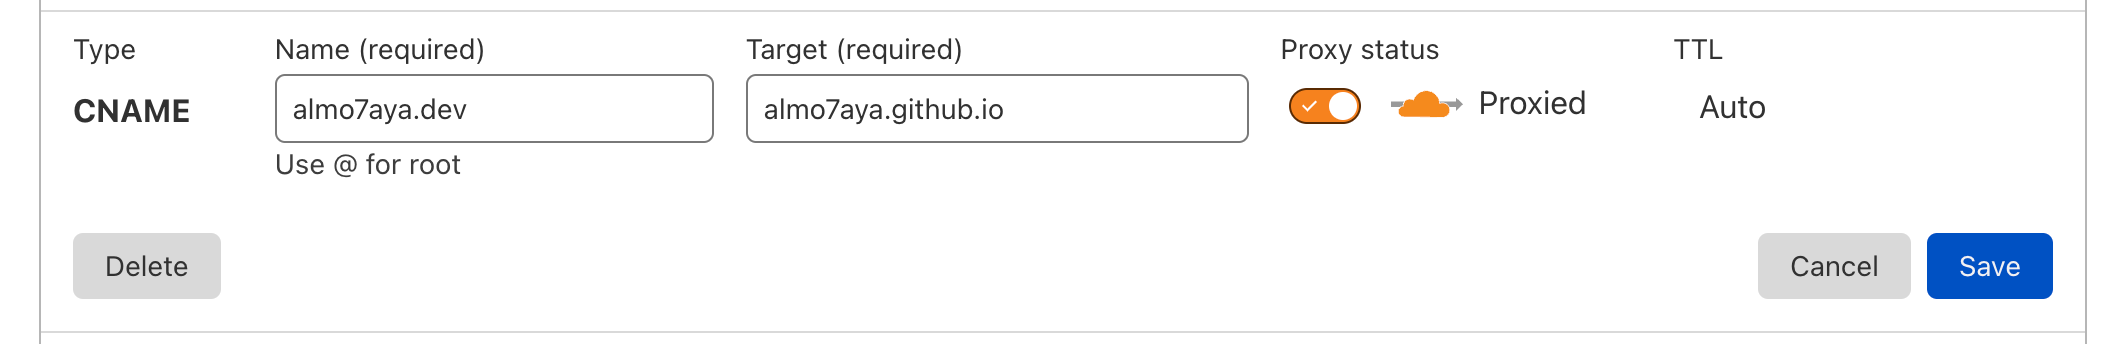 Type Name (required) Target (required) Proxy status TTL
CNAME almo7aya.dev almo7aya.github.io Proxied Auto
Use @ for root
Delete Cancel Save